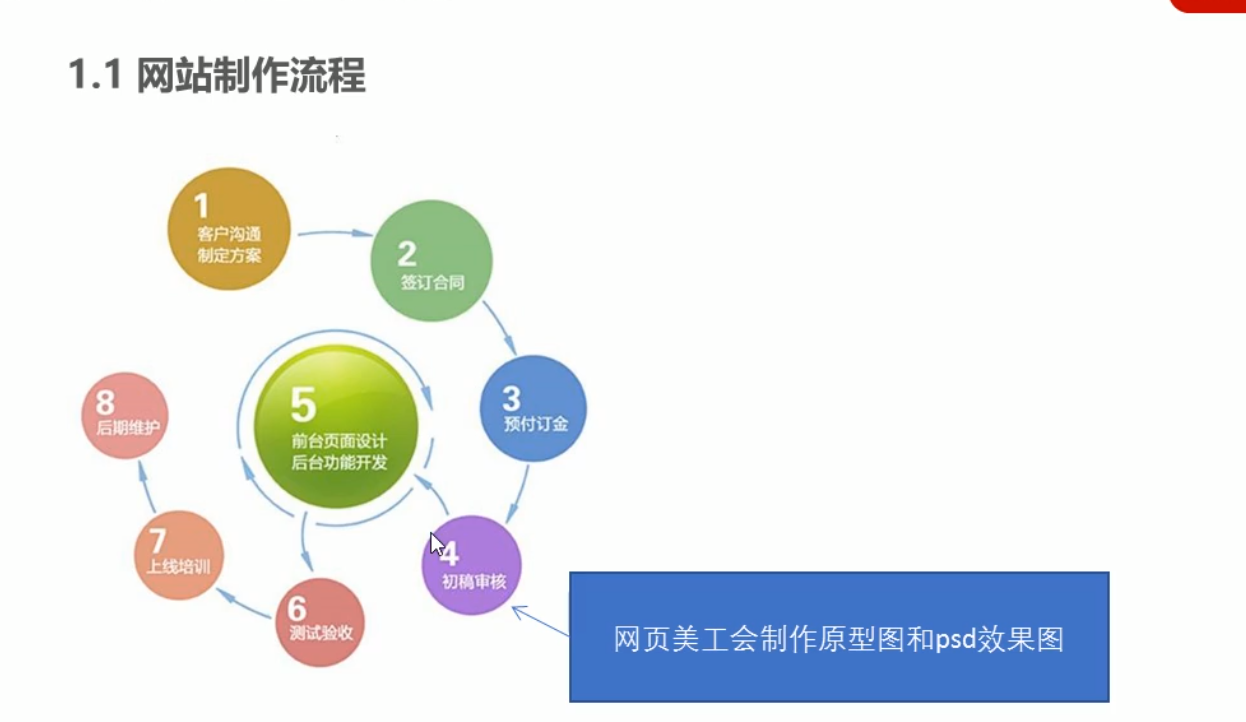 1.1 网站制作流程
1
客户沟通
制定方案
2
签订合同
3
预付订金
4
初稿审核
5
前台页面设计
后台功能开发
6
测试验收
7
上线培训
8
后期维护
网页美工会制作原型图和psd效果图